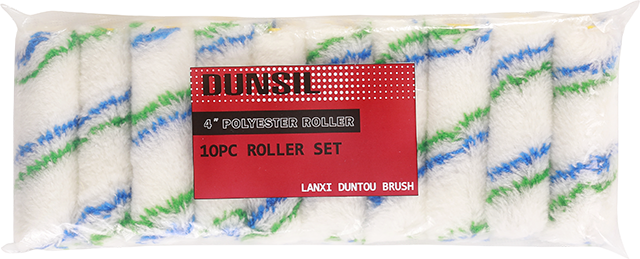 DUNSIL
4" POLYESTER ROLLER
10PC ROLLER SET
LANXI DUNTOU BRUSH